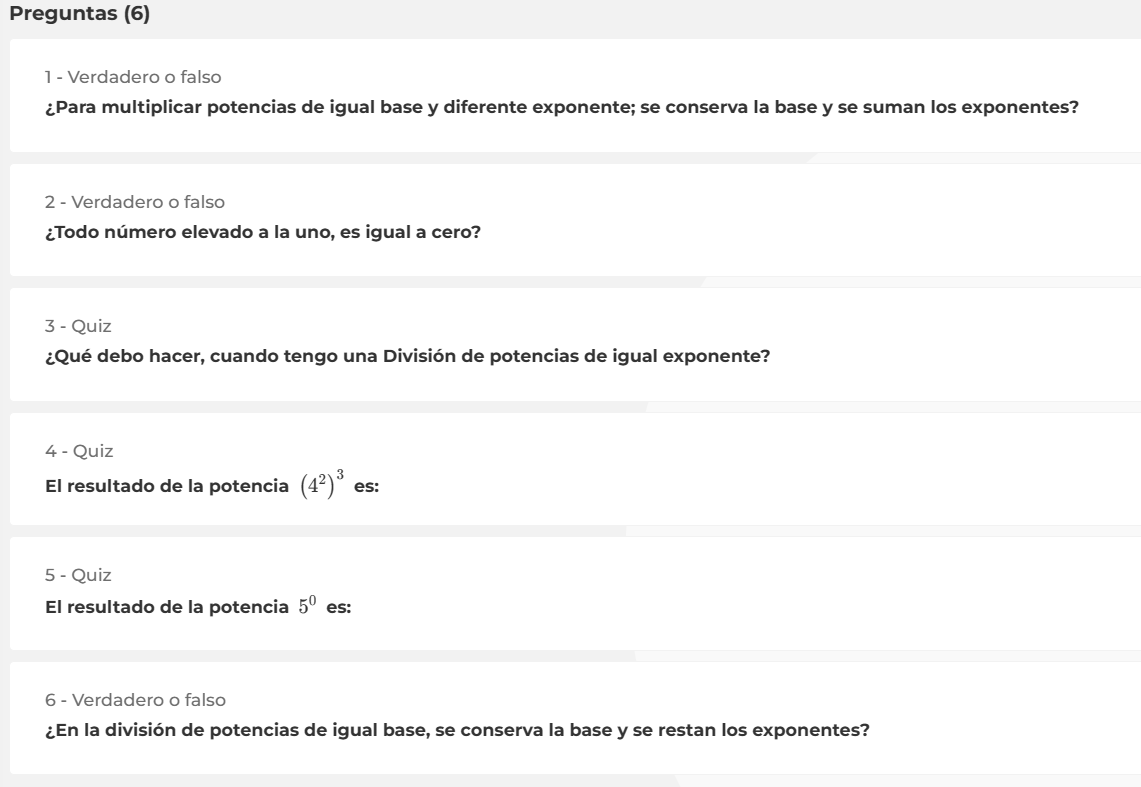 Preguntas (6)
1 - Verdadero o falso
¿Para multiplicar potencias de igual base y diferente exponente; se conserva la base y se suman los exponentes?
2 - Verdadero o falso
¿Todo número elevado a la uno, es igual a cero?
3 - Quiz
¿Qué debo hacer, cuando tengo una División de potencias de igual exponente?
4 - Quiz
El resultado de la potencia (4²)³ es:
5 - Quiz
El resultado de la potencia 5⁰ es:
6 - Verdadero o falso
¿En la división de potencias de igual base, se conserva la base y se restan los exponentes?